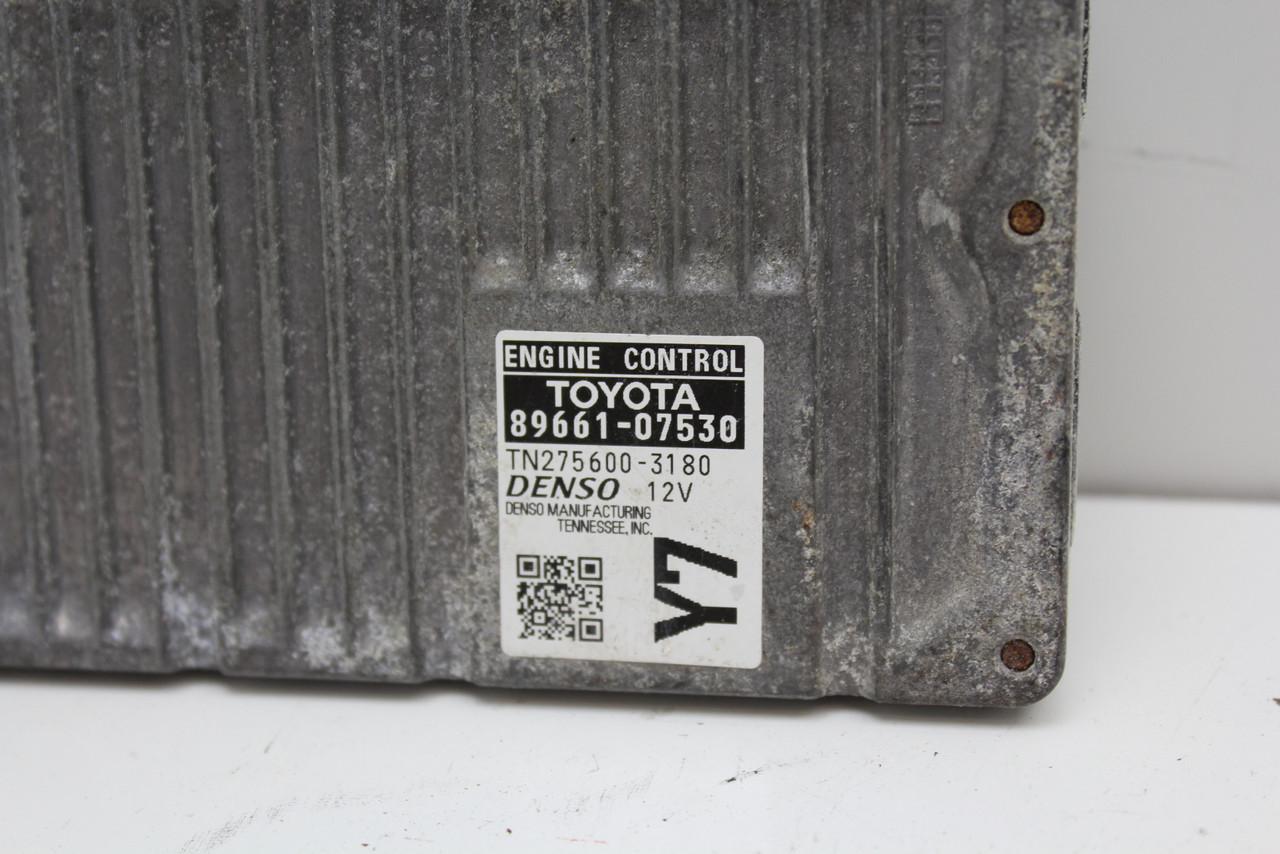 ENGINE CONTROL
TOYOTA
89661-07530
TN275600-3180
DENSO 12V
DENSO MANUFACTURING
TENNESSEE, INC.
Y7